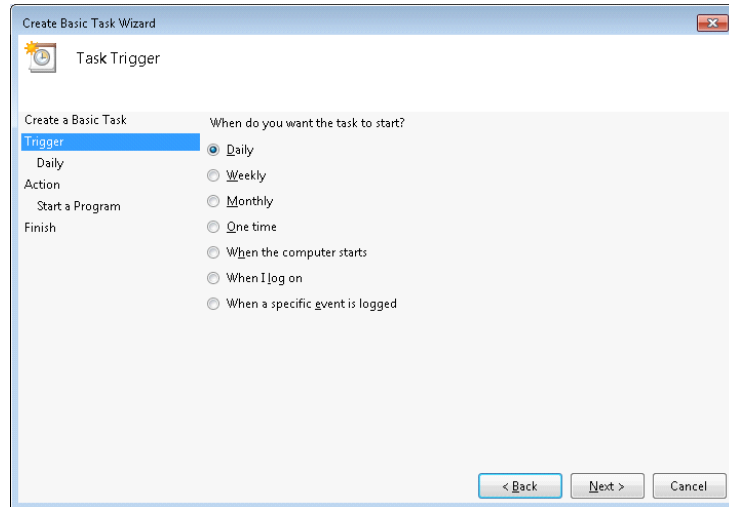 Create Basic Task Wizard
Task Trigger
Create a Basic Task
Trigger
Daily
Action
Start a Program
Finish
When do you want the task to start?
Daily
Weekly
Monthly
One time
When the computer starts
When I log on
When a specific event is logged
< Back
Next >
Cancel